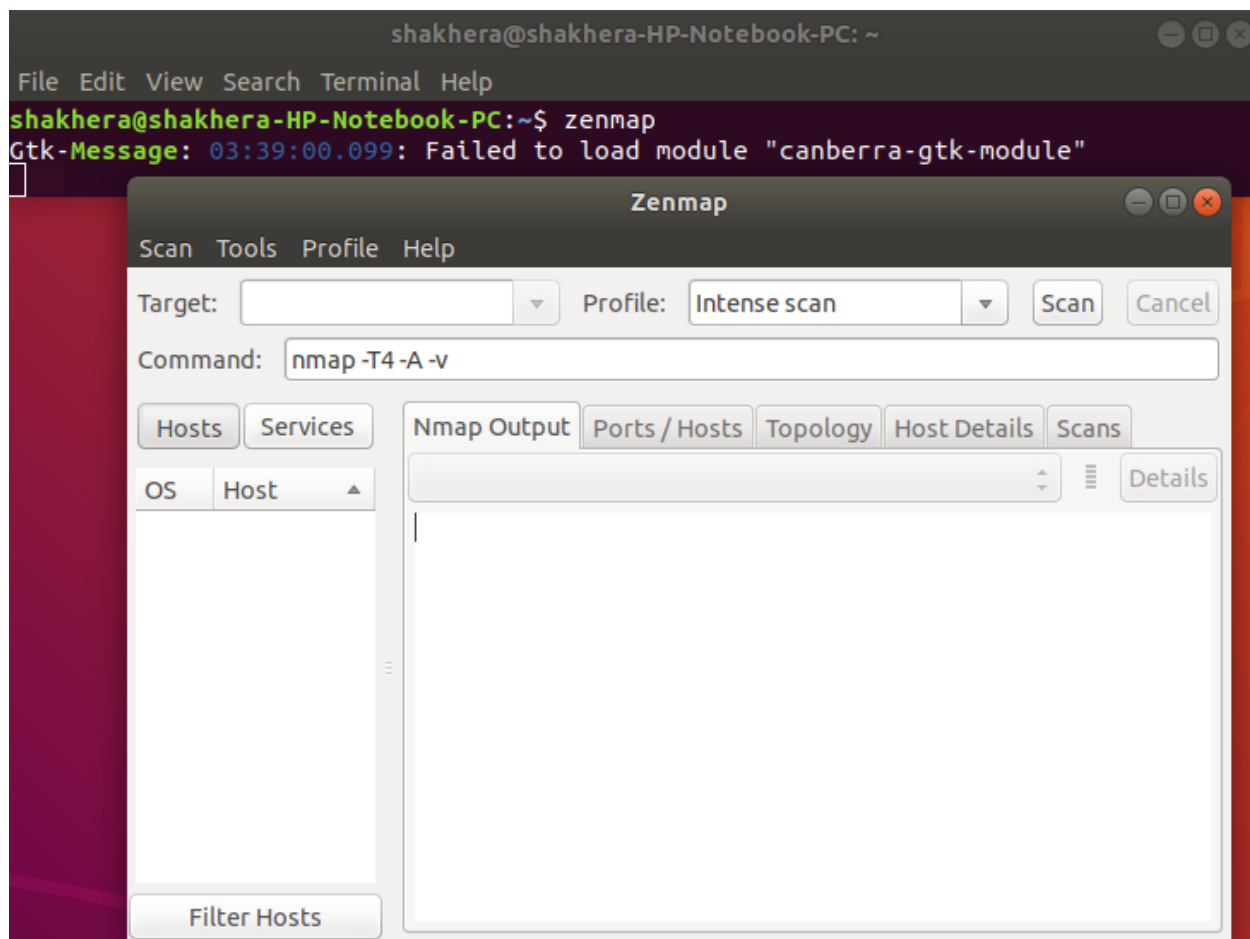 shakhera@shakhera-HP-Notebook-PC: ~
File Edit View Search Terminal Help
shakhera@shakhera-HP-Notebook-PC:~$ zenmap
Gtk-Message: 03:39:00.099: Failed to load module "canberra-gtk-module"
Zenmap
Scan Tools Profile Help
Target: Profile: Intense scan Scan Cancel
Command: nmap -T4 -A -v
Hosts Services Nmap Output Ports / Hosts Topology Host Details Scans
OS Host Details
Filter Hosts